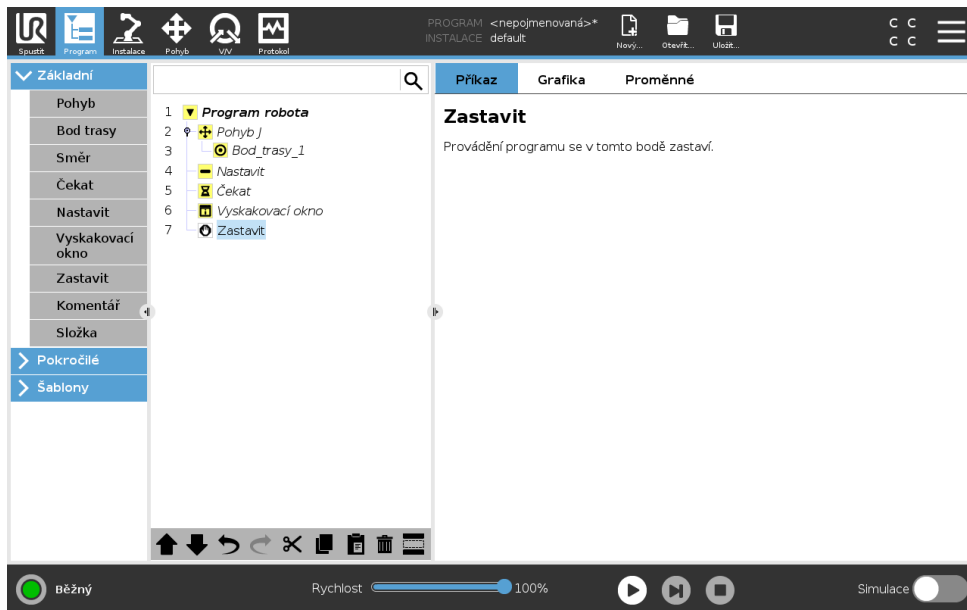 UR
Spustit
Program
Instalace
Pohyb
V/V
Protokol
PROGRAM <nepojmenovaná>*
INSTALACE default
Nový...
Otevřít...
Uložit...
C C
C C
Základní
Pohyb
Bod trasy
Směr
Čekat
Nastavit
Vyskakovací
okno
Zastavit
Komentář
Složka
Pokročilé
Šablony
1 Program robota
2 Pohyb J
3 Bod_trasy_1
4 Nastavit
5 Čekat
6 Vyskakovací okno
7 Zastavit
Příkaz Grafika Proměnné
Zastavit
Provádění programu se v tomto bodě zastaví.
Běžný
Rychlost 100%
Simulace